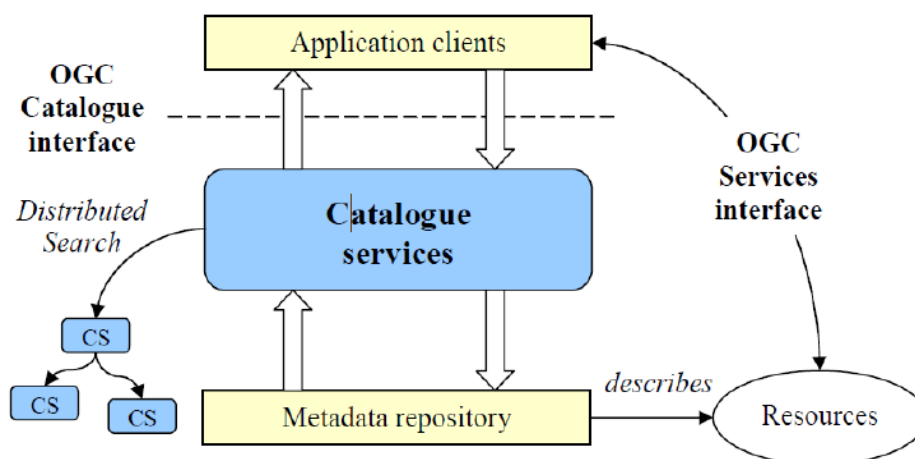 Application clients
OGC
Catalogue
interface
OGC
Services
interface
Distributed
Search
Catalogue
services
CS
CS
CS
describes
Metadata repository
Resources